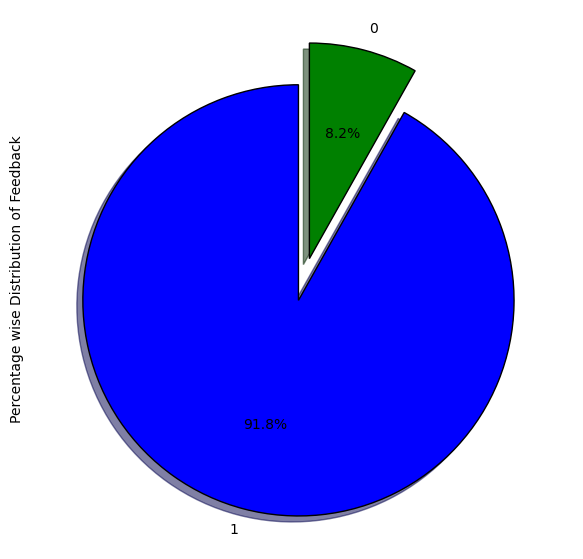 0
8.2%
Percentage wise Distribution of Feedback
91.8%
1